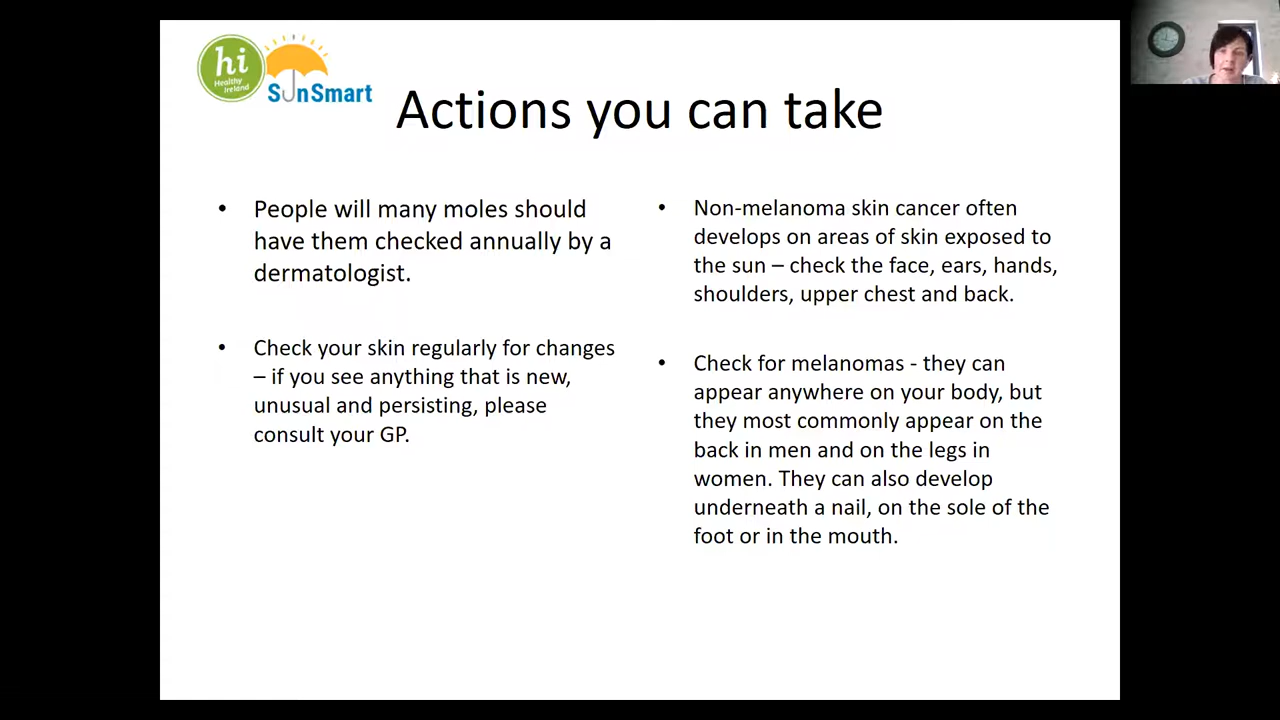 hi
Healthy
Ireland
SunSmart
Actions you can take
• People will many moles should
have them checked annually by a
dermatologist.
• Check your skin regularly for changes
– if you see anything that is new,
unusual and persisting, please
consult your GP.
• Non-melanoma skin cancer often
develops on areas of skin exposed to
the sun – check the face, ears, hands,
shoulders, upper chest and back.
• Check for melanomas - they can
appear anywhere on your body, but
they most commonly appear on the
back in men and on the legs in
women. They can also develop
underneath a nail, on the sole of the
foot or in the mouth.